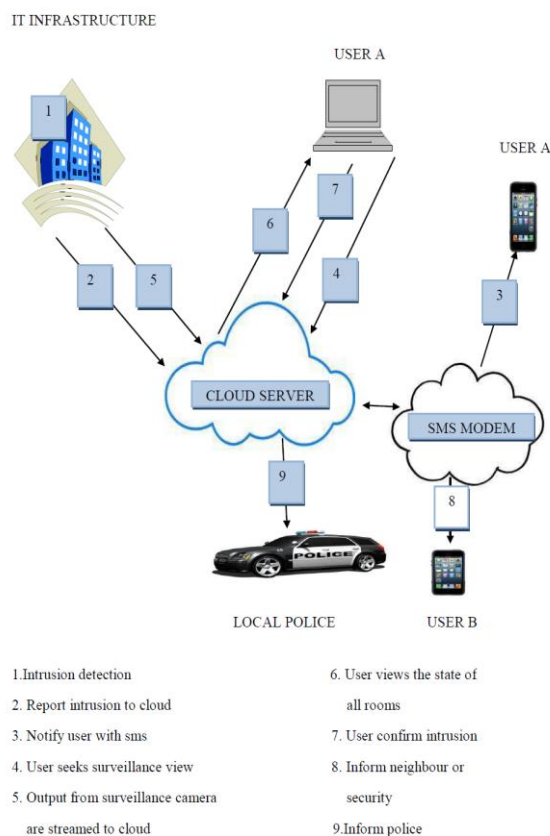 IT INFRASTRUCTURE
USER A
1
USER A
7
6
2
5
4
3
CLOUD SERVER
SMS MODEM
9
8
POLICE
LOCAL POLICE
USER B
1.Intrusion detection
2. Report intrusion to cloud
3. Notify user with sms
4. User seeks surveillance view
5. Output from surveillance camera
are streamed to cloud
6. User views the state of
all rooms
7. User confirm intrusion
8. Inform neighbour or
security
9.Inform police